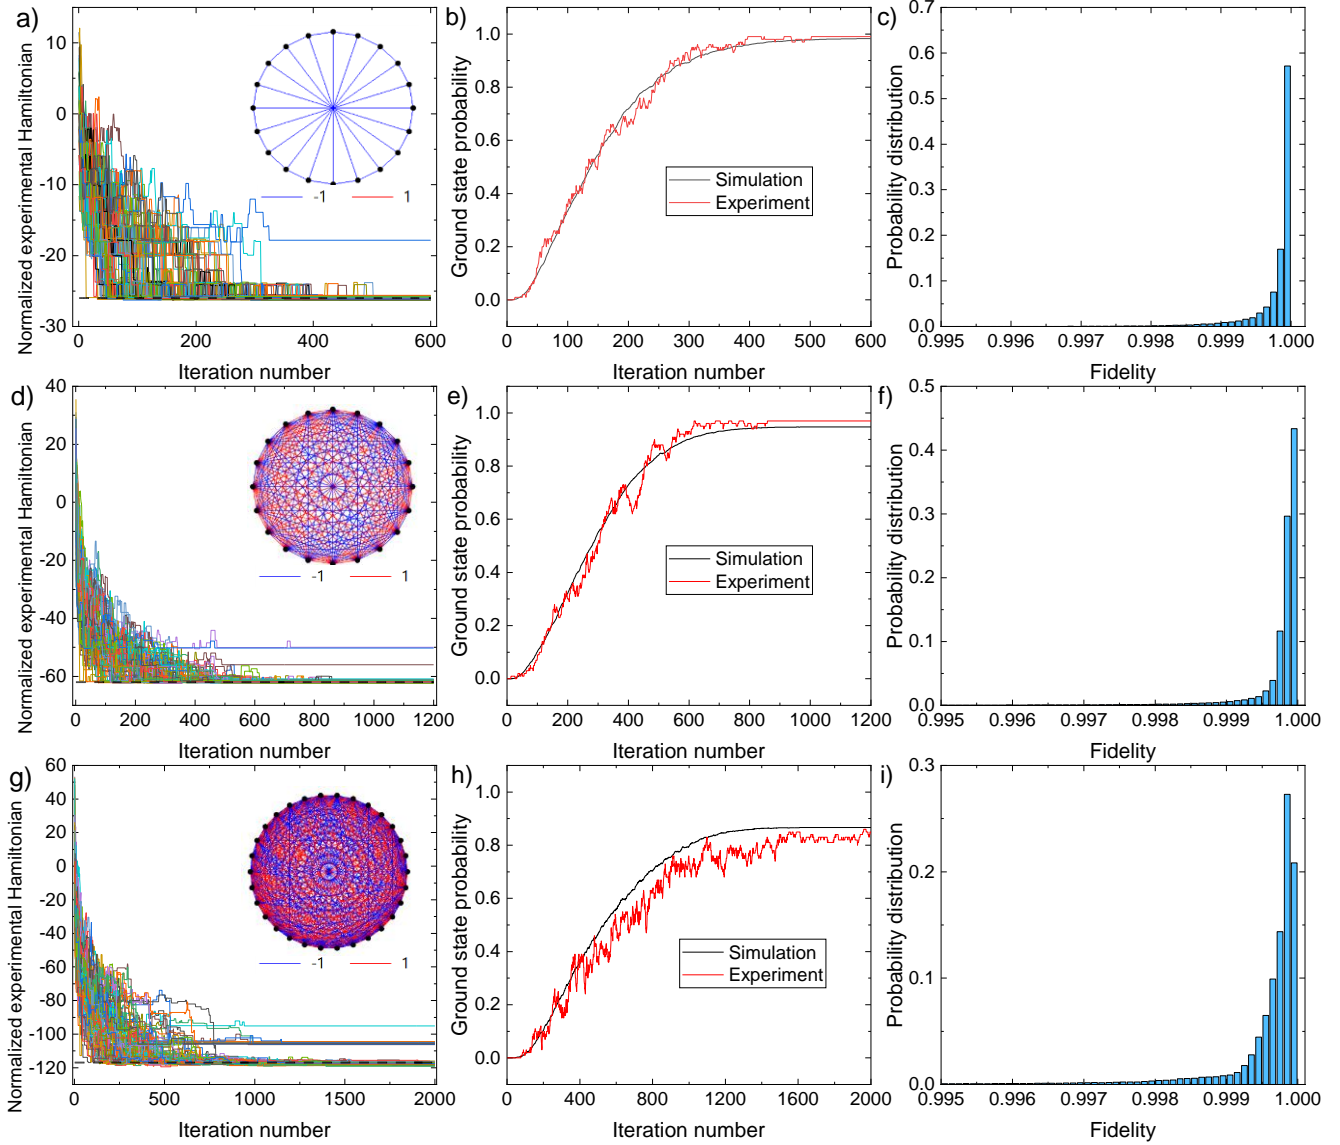 a)
Normalized experimental Hamiltonian
10
0
-10
-20
-30
0 200 400 600
Iteration number
-1 1
b)
Ground state probability
1.0
0.8
0.6
0.4
0.2
0.0
0 100 200 300 400 500 600
Iteration number
Simulation
Experiment
c)
Probability distribution
0.7
0.6
0.5
0.4
0.3
0.2
0.1
0.0
0.995 0.996 0.997 0.998 0.999 1.000
Fidelity
d)
Normalized experimental Hamiltonian
40
20
0
-20
-40
-60
0 200 400 600 800 1000 1200
Iteration number
-1 1
e)
Ground state probability
1.0
0.8
0.6
0.4
0.2
0.0
0 200 400 600 800 1000 1200
Iteration number
Simulation
Experiment
f)
Probability distribution
0.5
0.4
0.3
0.2
0.1
0.0
0.995 0.996 0.997 0.998 0.999 1.000
Fidelity
g)
Normalized experimental Hamiltonian
60
40
20
0
-20
-40
-60
-80
-100
-120
0 500 1000 1500 2000
Iteration number
-1 1
h)
Ground state probability
1.0
0.8
0.6
0.4
0.2
0.0
0 400 800 1200 1600 2000
Iteration number
Simulation
Experiment
i)
Probability distribution
0.3
0.2
0.1
0.0
0.995 0.996 0.997 0.998 0.999 1.000
Fidelity